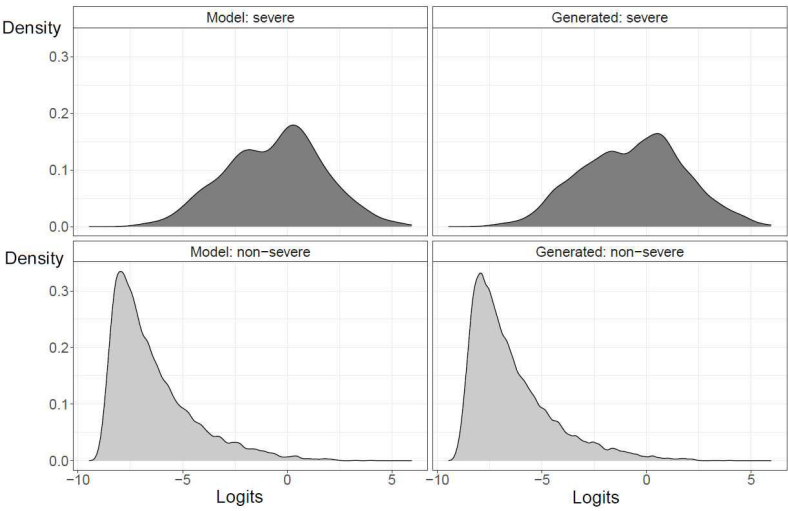 Model: severe
Generated: severe
Density
0.3
0.2
0.1
0.0
Model: non−severe
Generated: non−severe
Density
0.3
0.2
0.1
0.0
−10 −5 0 5 −10 −5 0 5
Logits Logits